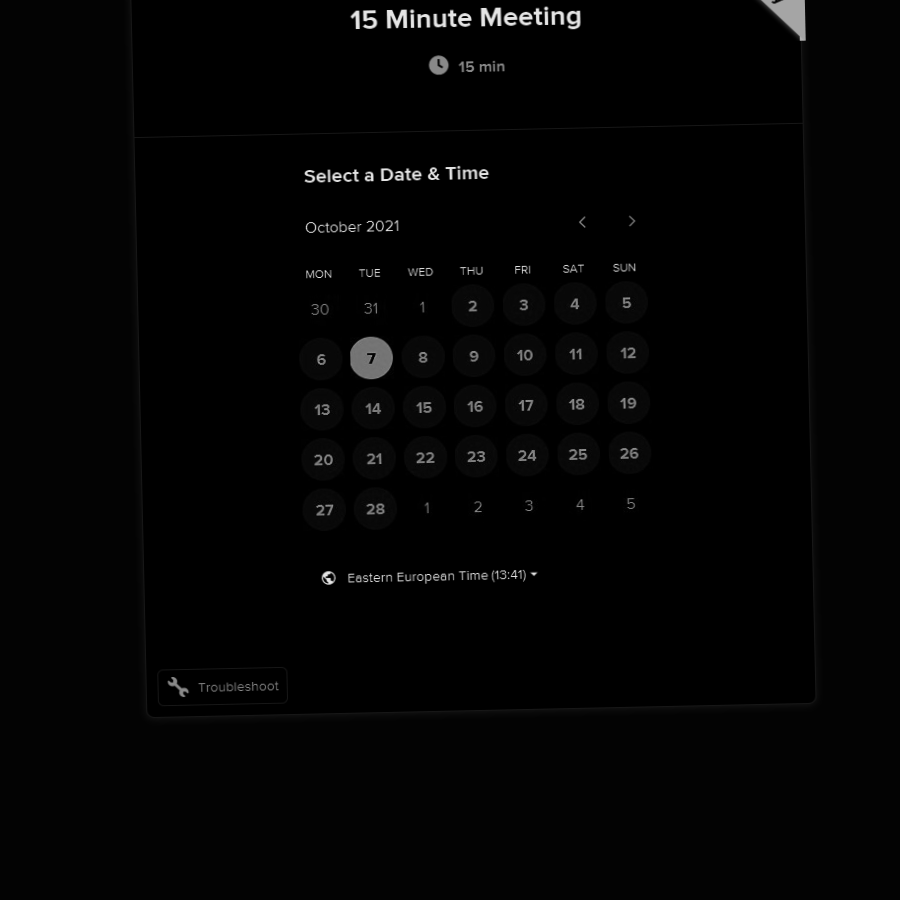 15 Minute Meeting
15 min
Select a Date & Time
October 2021
MON TUE WED THU FRI SAT SUN
30 31 1 2 3 4 5
6 7 8 9 10 11 12
13 14 15 16 17 18 19
20 21 22 23 24 25 26
27 28 1 2 3 4 5
Eastern European Time (13:41)
Troubleshoot